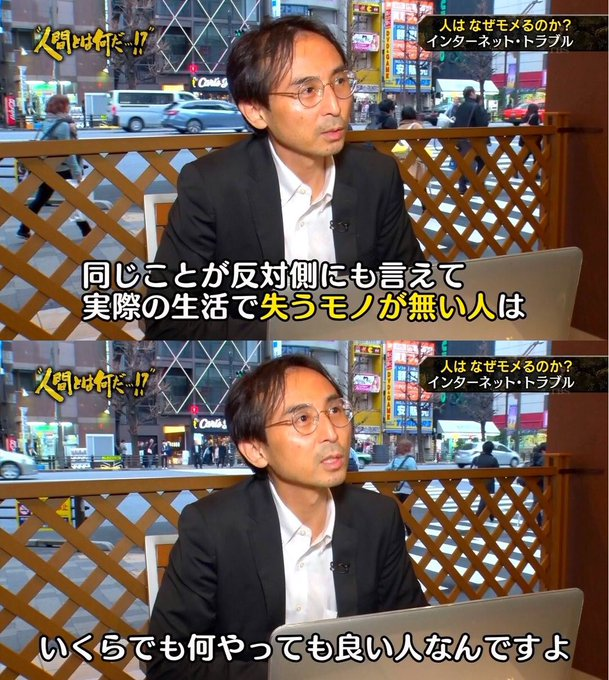 "人間とは何だ…!?"
人は なぜモメるのか?
インターネット・トラブル
Carl's Jr.
同じことが反対側にも言えて
実際の生活で失うモノが無い人は
"人間とは何だ…!?"
人は なぜモメるのか?
インターネット・トラブル
Carl's Jr.
いくらでも何やっても良い人なんですよ